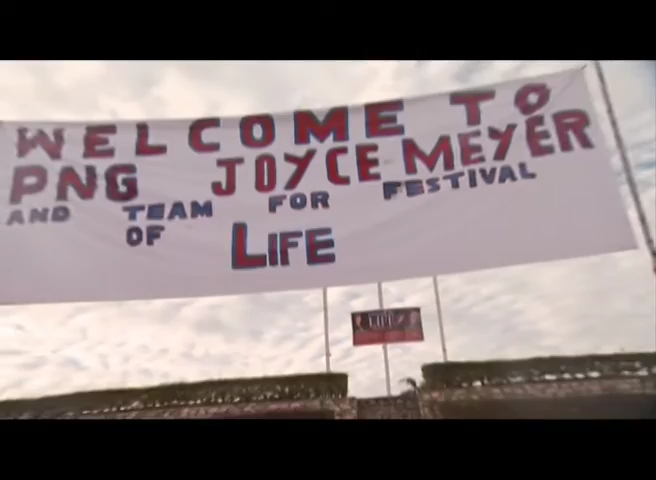 WELCOME TO
PNG JOYCE MEYER
AND TEAM FOR FESTIVAL
OF LIFE